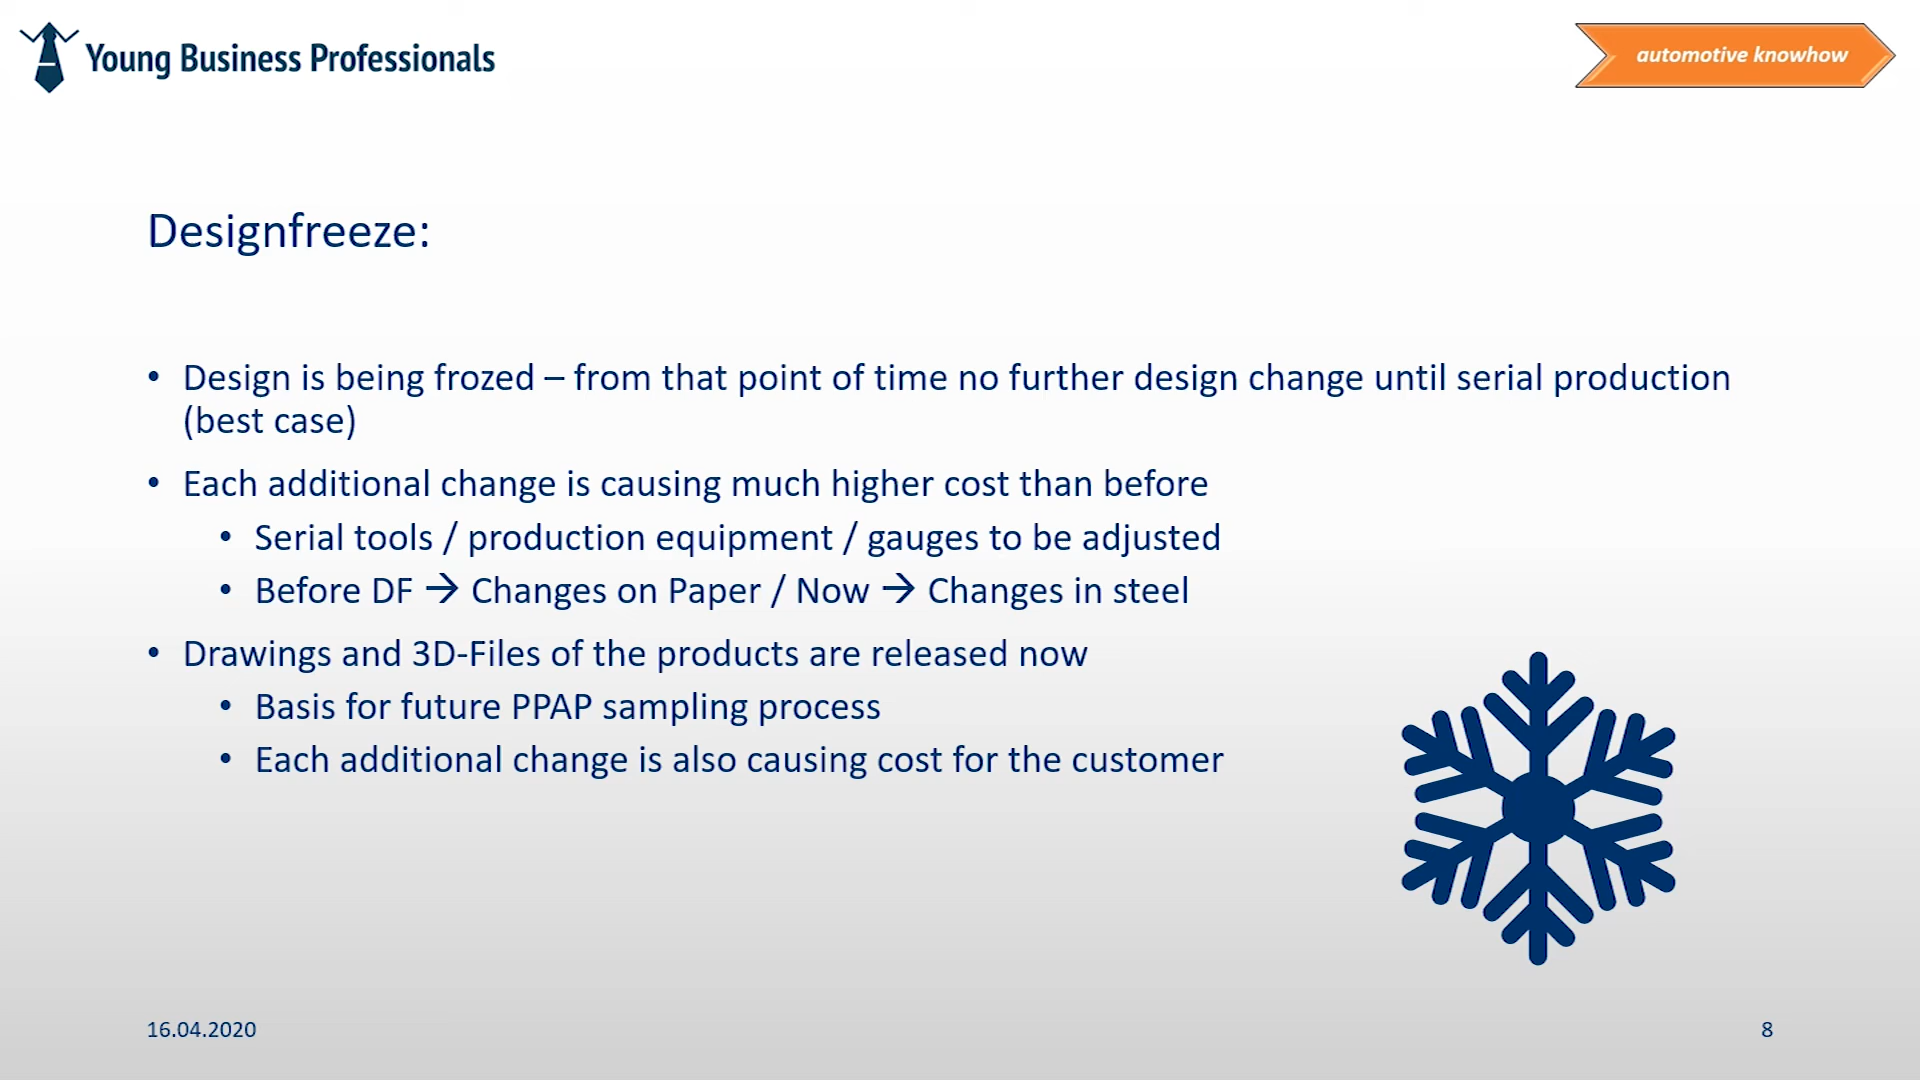 Young Business Professionals
automotive knowhow
Designfreeze:
• Design is being frozed – from that point of time no further design change until serial production
(best case)
• Each additional change is causing much higher cost than before
• Serial tools / production equipment / gauges to be adjusted
• Before DF → Changes on Paper / Now → Changes in steel
• Drawings and 3D-Files of the products are released now
• Basis for future PPAP sampling process
• Each additional change is also causing cost for the customer
16.04.2020
8